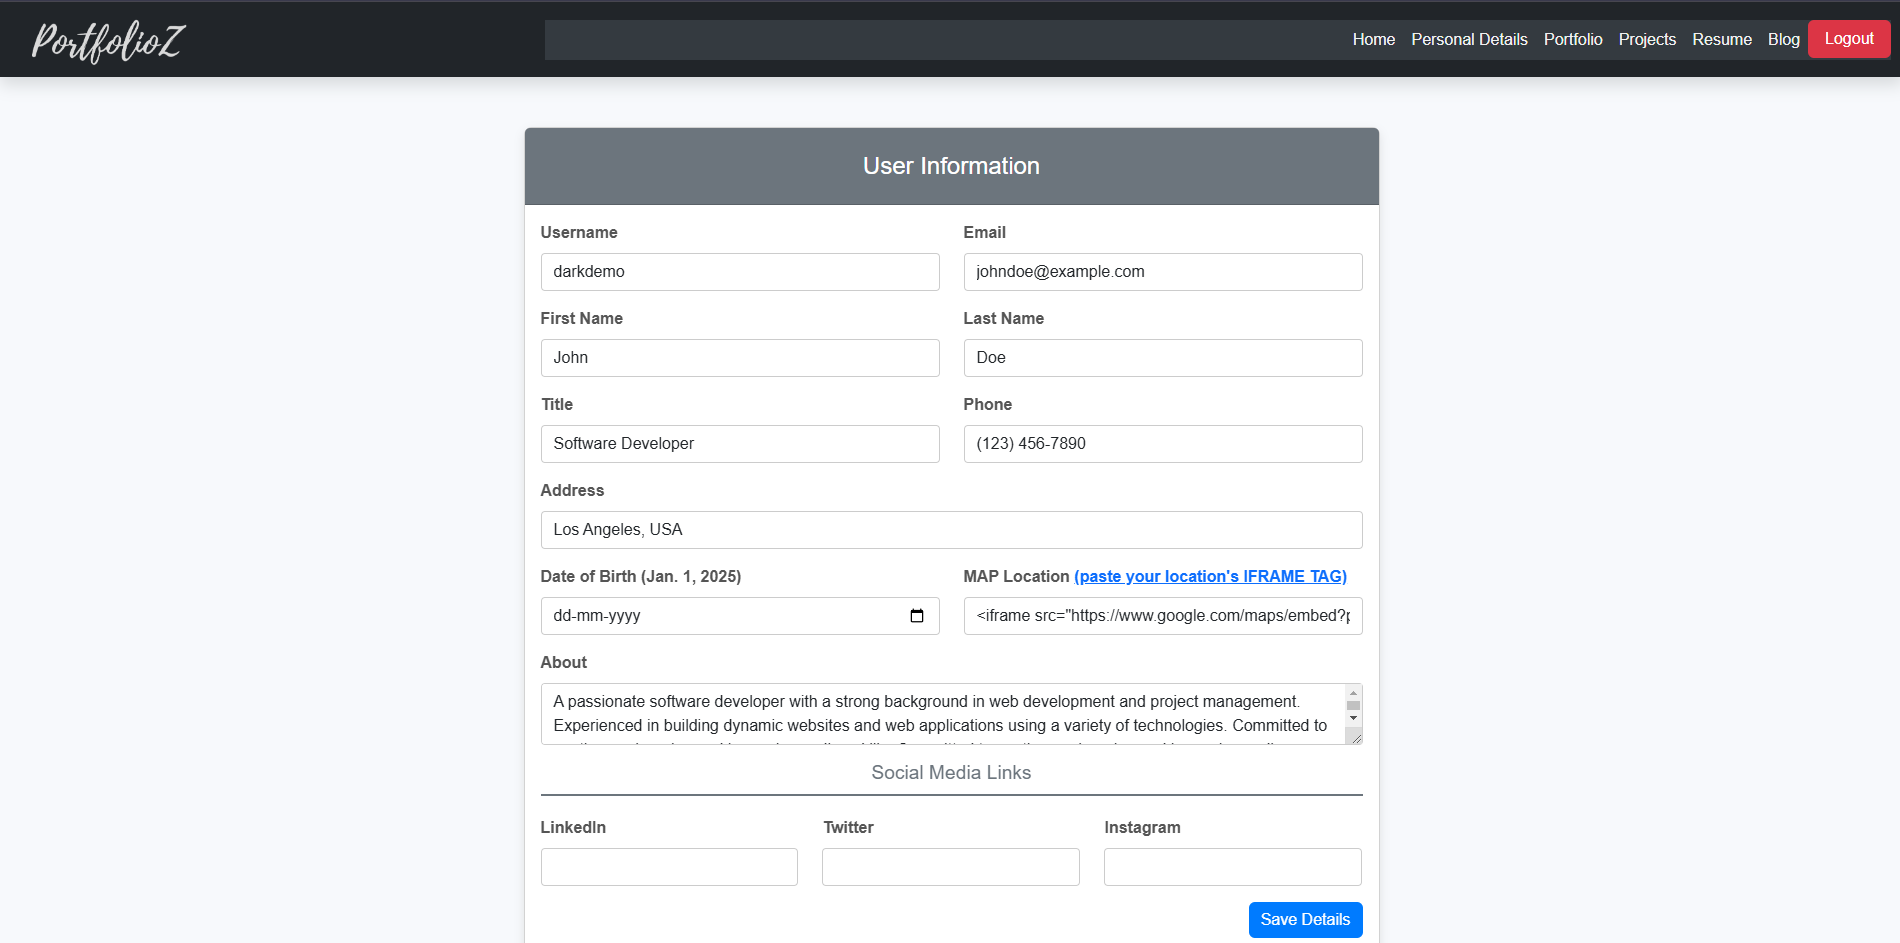 PortfolioZ
Home Personal Details Portfolio Projects Resume Blog Logout
User Information
Username Email
darkdemo johndoe@example.com
First Name Last Name
John Doe
Title Phone
Software Developer (123) 456-7890
Address
Los Angeles, USA
Date of Birth (Jan. 1, 2025) MAP Location (paste your location's IFRAME TAG)
dd-mm-yyyy <iframe src="https://www.google.com/maps/embed?p
About
A passionate software developer with a strong background in web development and project management.
Experienced in building dynamic websites and web applications using a variety of technologies. Committed to
Social Media Links
LinkedIn Twitter Instagram
Save Details